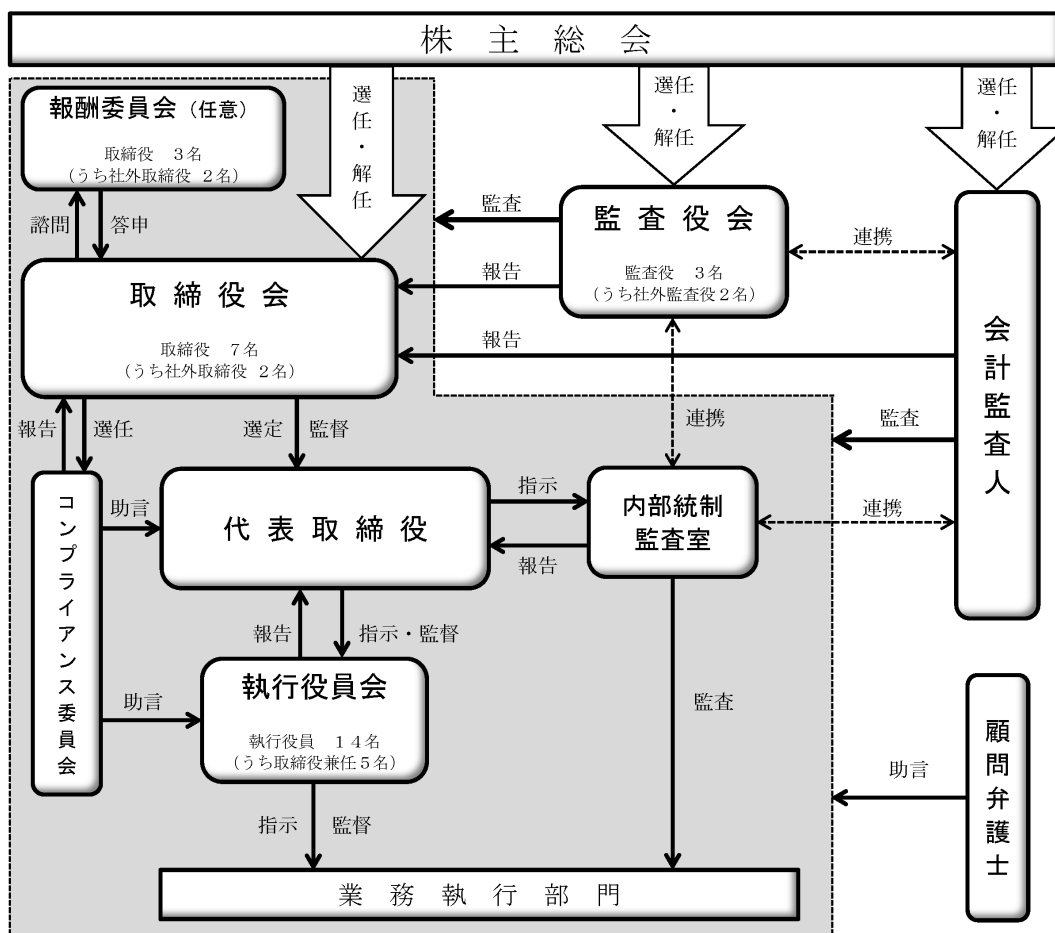 株主総会
選任・解任
選任・解任
選任・解任
報酬委員会（任意）
取締役　３名
（うち社外取締役 ２名）
諮問
答申
監査
監査役会
監査役　３名
（うち社外監査役２名）
連携
報告
取締役会
取締役　７名
（うち社外取締役 ２名）
報告
会計監査人
報告
選任
選定
監督
連携
監査
コンプライアンス委員会
助言
代表取締役
指示
報告
内部統制
監査室
連携
報告
指示・監督
助言
執行役員会
執行役員　１４名
（うち取締役兼任５名）
監査
助言
顧問弁護士
指示
監督
業務執行部門